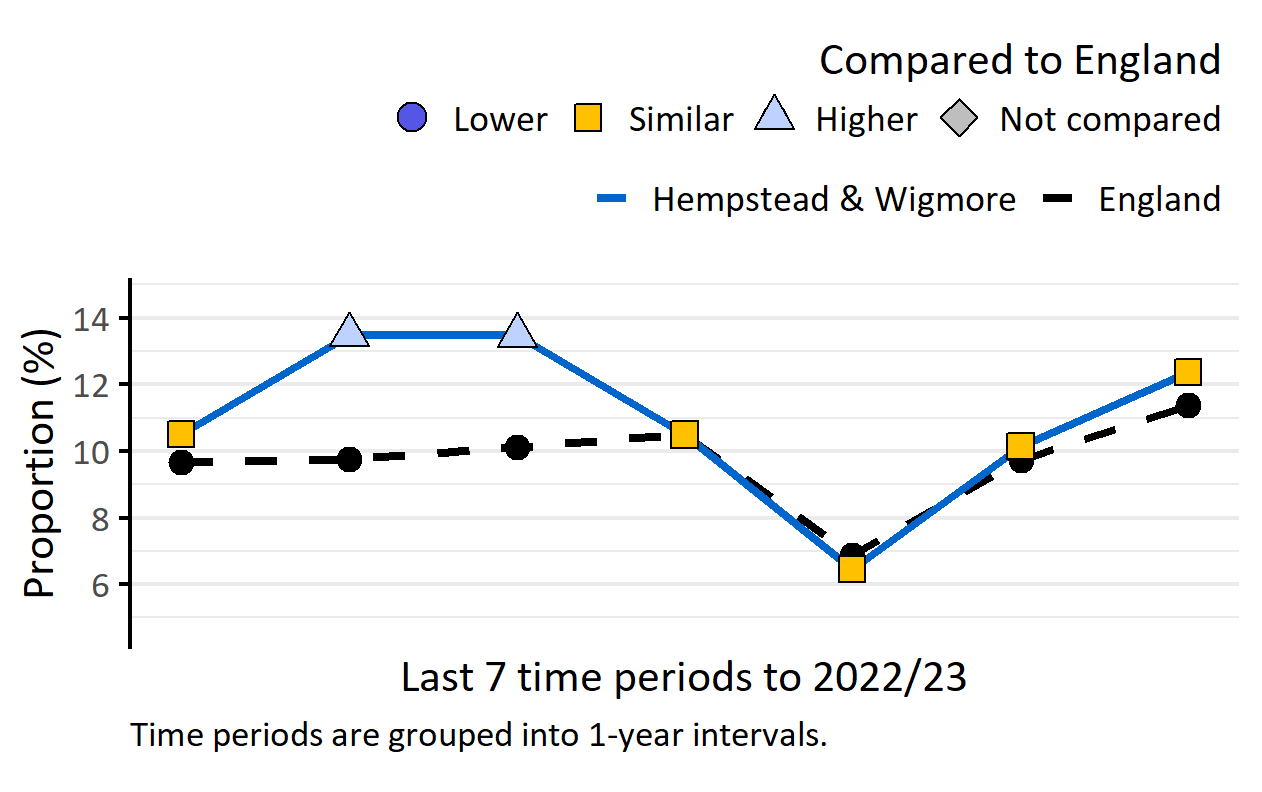 Compared to England
Lower Similar Higher Not compared
Hempstead & Wigmore England
Proportion (%)
14
12
10
8
6
Last 7 time periods to 2022/23
Time periods are grouped into 1-year intervals.